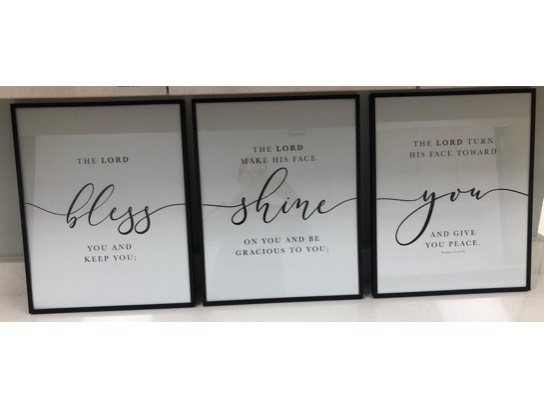 THE LORD
bless
YOU AND
KEEP YOU;
THE LORD
MAKE HIS FACE
shine
ON YOU AND BE
GRACIOUS TO YOU;
THE LORD TURN
HIS FACE TOWARD
you
AND GIVE
YOU PEACE.